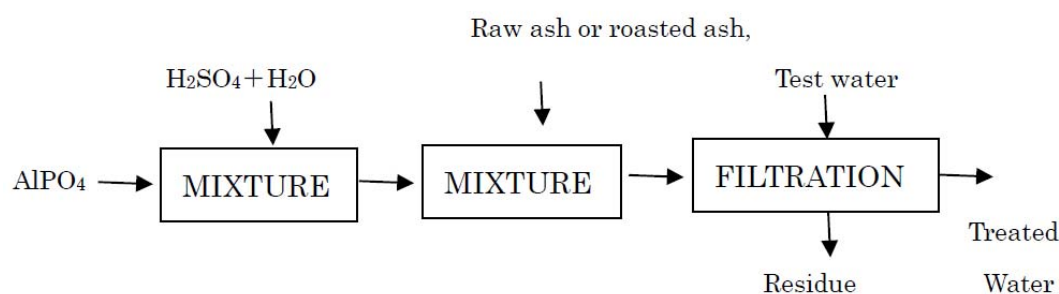 Raw ash or roasted ash,
H₂SO₄+H₂O
Test water
AlPO₄
MIXTURE
MIXTURE
FILTRATION
Treated
Water
Residue